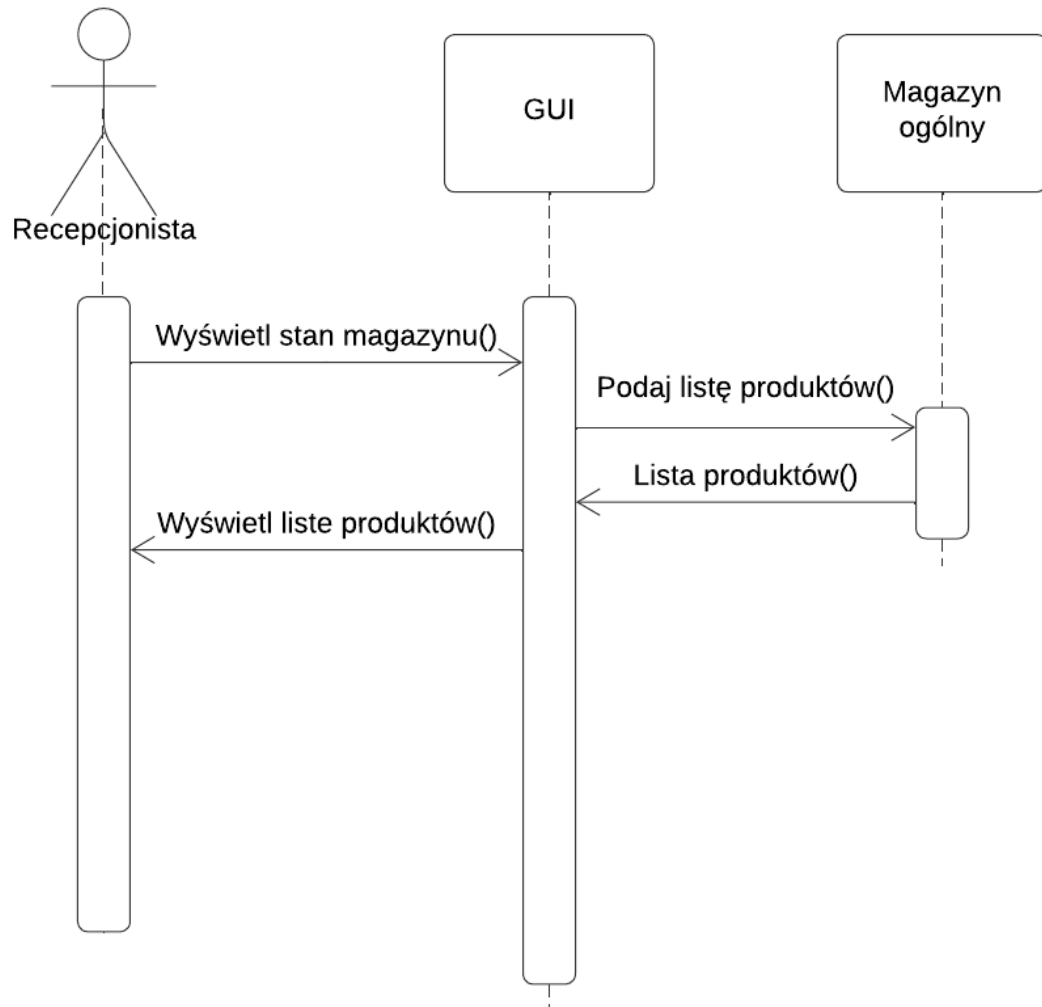 GUI
Magazyn
ogólny
Recepcjonista
Wyświetl stan magazynu()
Podaj listę produktów()
Lista produktów()
Wyświetl liste produktów()